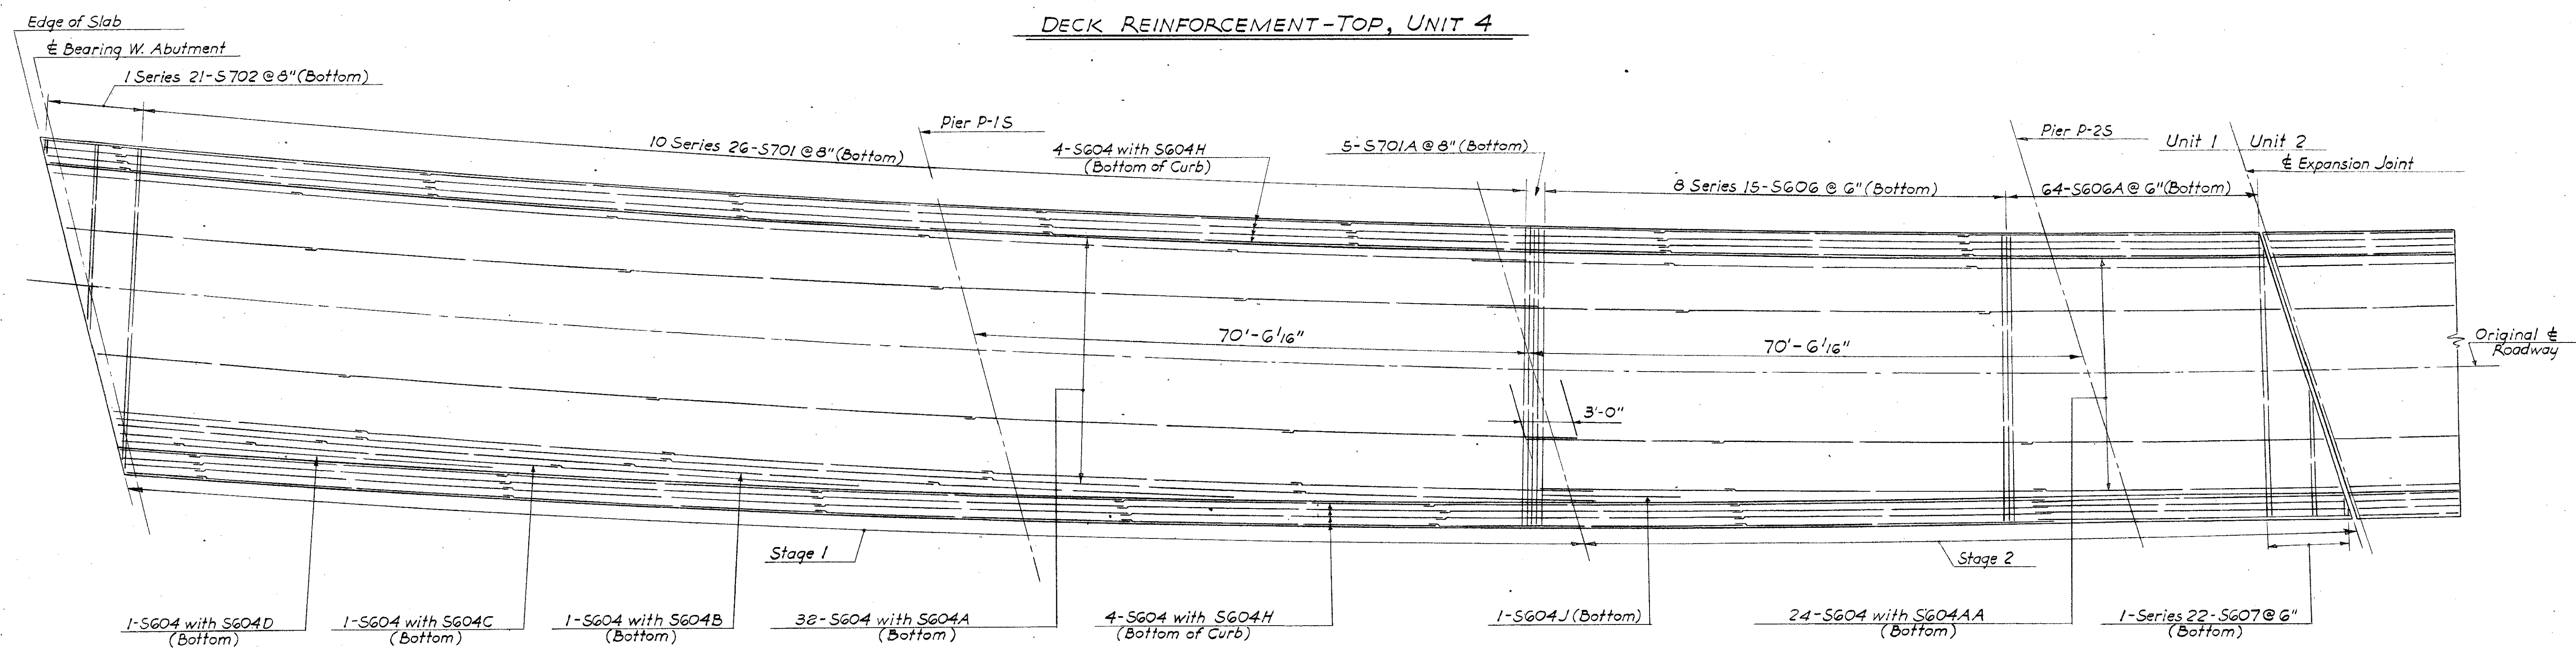 DECK REINFORCEMENT-TOP, UNIT 4
Edge of Slab
℄ Bearing W. Abutment
1 Series 21-S702 @ 8" (Bottom)
10 Series 26-S701 @ 8" (Bottom)
Pier P-1S
4-S604 with S604H
(Bottom of Curb)
5-S701A @ 8" (Bottom)
8 Series 15-S606 @ 6" (Bottom)
Pier P-2S
64-S606A @ 6" (Bottom)
Unit 1
Unit 2
℄ Expansion Joint
70'-6 1/16"
70'-6 1/16"
Original ℄
Roadway
3'-0"
Stage 1
Stage 2
1-S604 with S604D
(Bottom)
1-S604 with S604C
(Bottom)
1-S604 with S604B
(Bottom)
32-S604 with S604A
(Bottom)
4-S604 with S604H
(Bottom of Curb)
1-S604J (Bottom)
24-S604 with S604AA
(Bottom)
1-Series 22-S607 @ 6"
(Bottom)